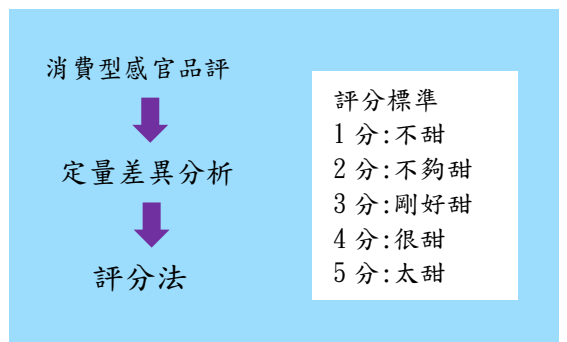 消費型感官品評
定量差異分析
評分法
評分標準
1 分:不甜
2 分:不夠甜
3 分:剛好甜
4 分:很甜
5 分:太甜